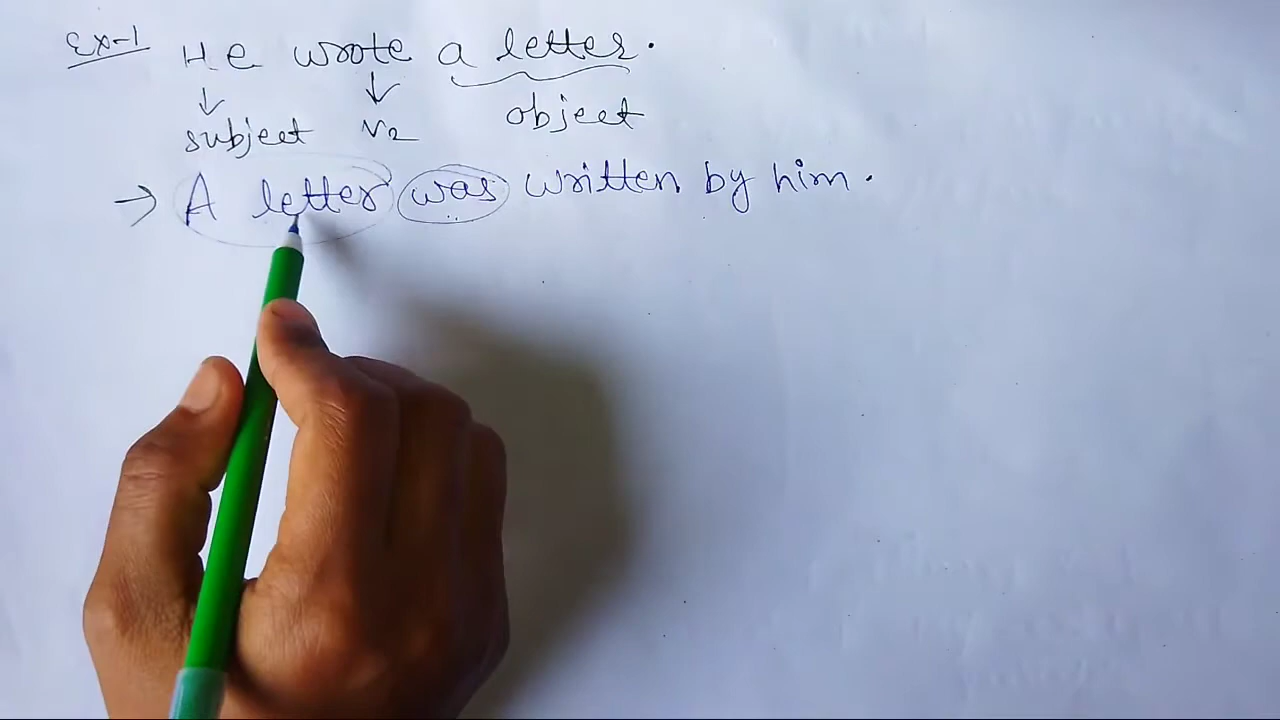 Ex-1 He wrote a letter.
↓ ↓
subject V2 object
→ A letter was written by him.